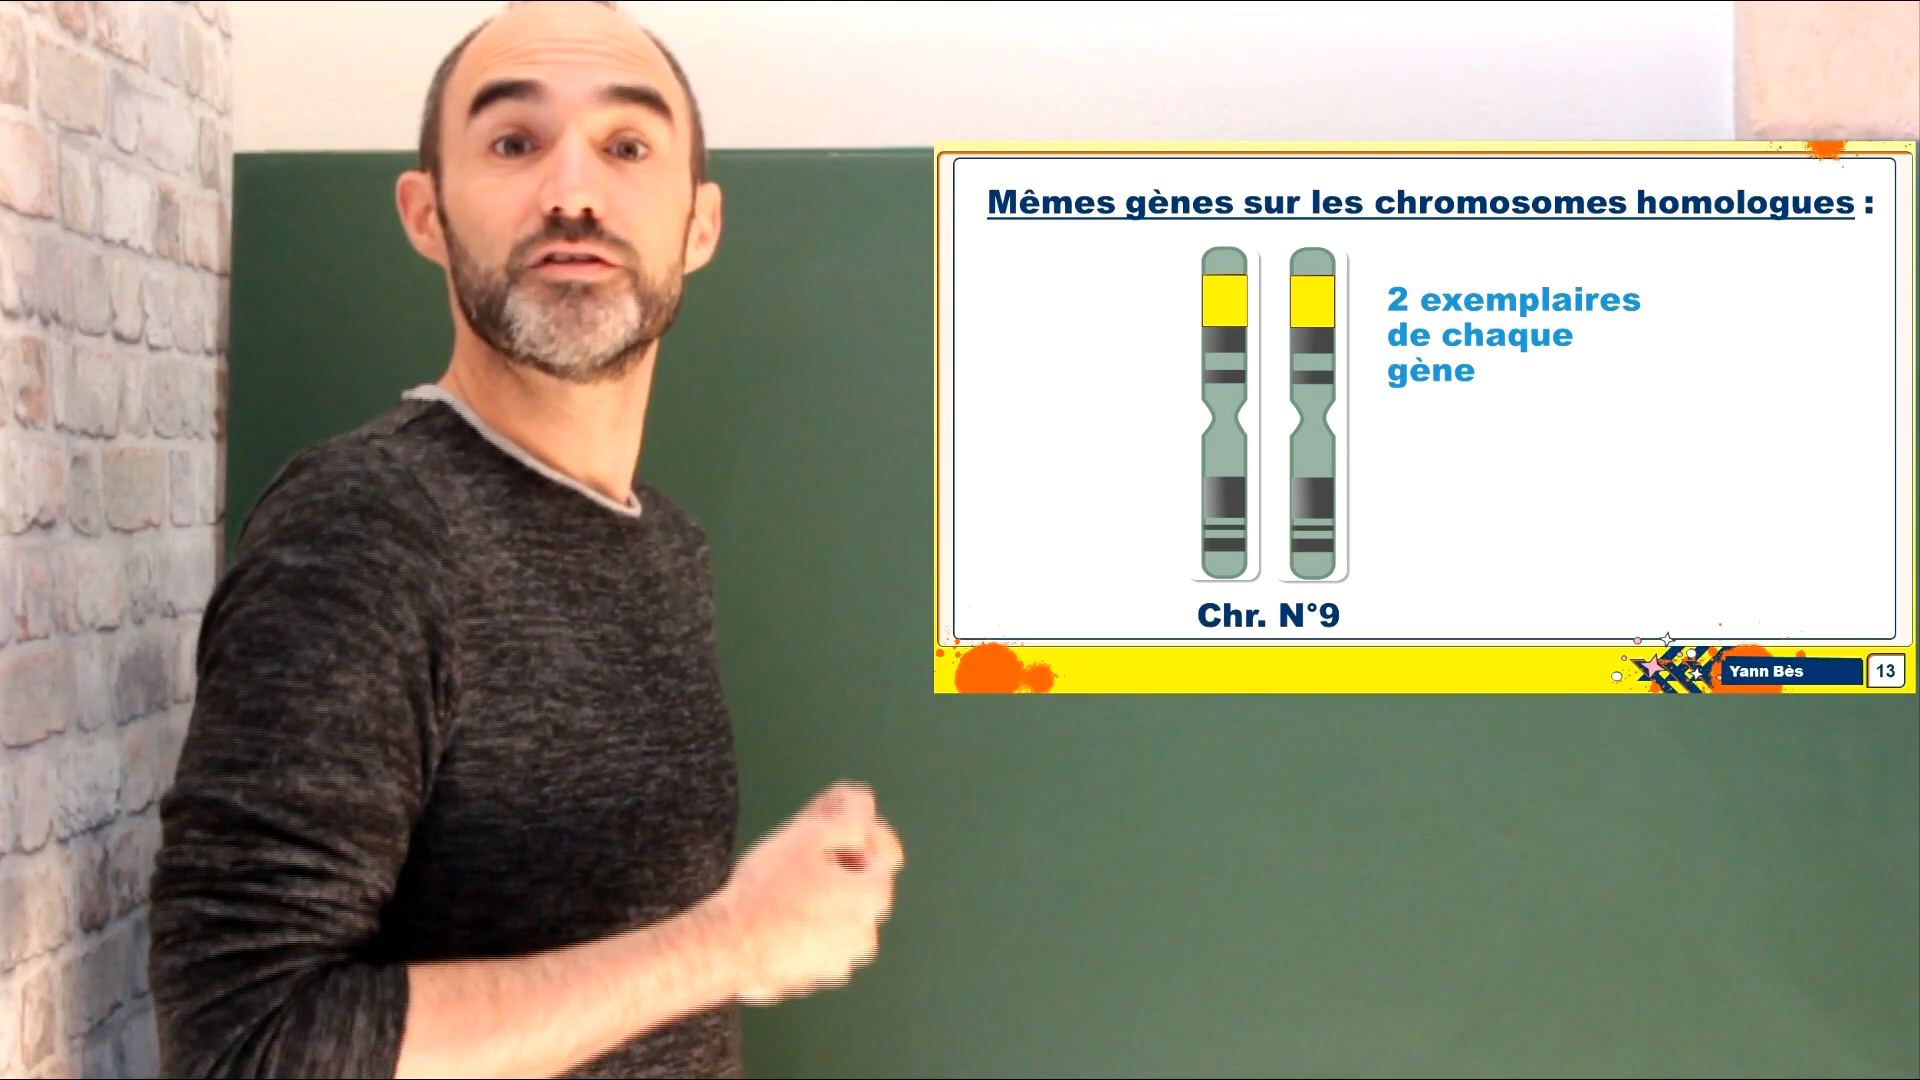 Mêmes gènes sur les chromosomes homologues :
2 exemplaires
de chaque
gène
Chr. N°9
Yann Bès
13